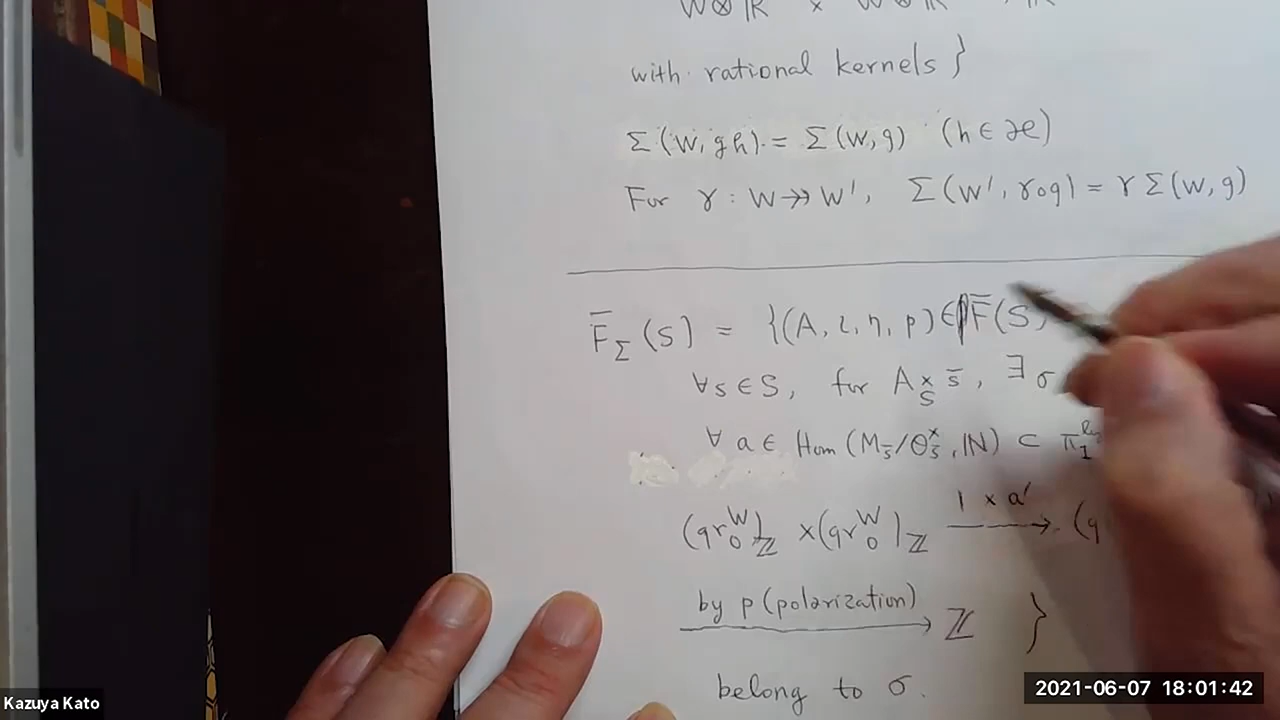 W⊗ℝ × W⊗ℝ
with rational kernels }
Σ(W, gh) = Σ(W, g) (h ∈ ℋ)
For γ : W ↠ W', Σ(W', γ∘g) = γ Σ(W, g)
F̄_Σ(S) = {(A, ι, η, p) ∈ F̄(S)
∀s ∈ S, for A ×_S s̄, ∃ σ
∀ a ∈ Hom(M_s̄/O_s̄^×, ℕ) ⊂ π_1^log
(gr_0^W)_ℤ × (gr_0^W)_ℤ —1 × a'→ (g
by p (polarization) → ℤ }
belong to σ.
Kazuya Kato
2021-06-07 18:01:42